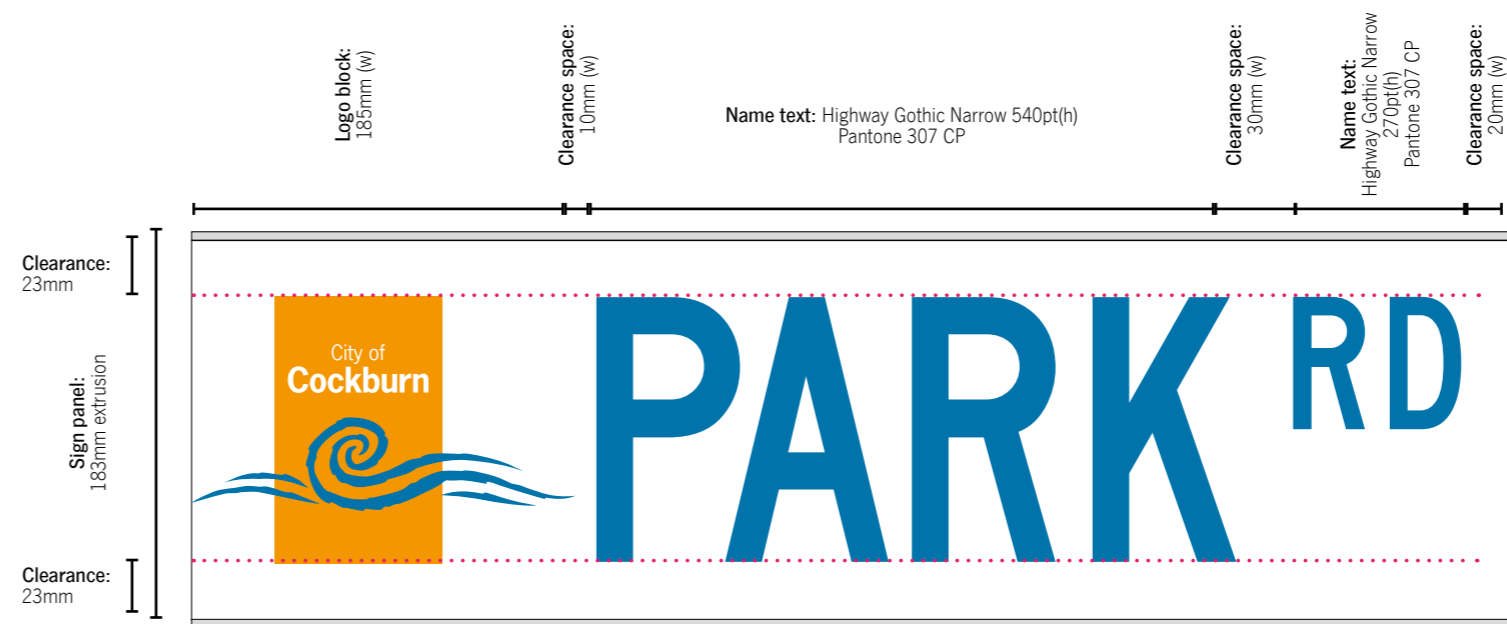 Logo block:
185mm (w)
Clearance space:
10mm (w)
Name text: Highway Gothic Narrow 540pt(h)
Pantone 307 CP
Clearance space:
30mm (w)
Name text:
Highway Gothic Narrow
270pt(h)
Pantone 307 CP
Clearance space:
20mm (w)
Clearance:
23mm
Sign panel:
183mm extrusion
Clearance:
23mm
City of
Cockburn
PARK RD